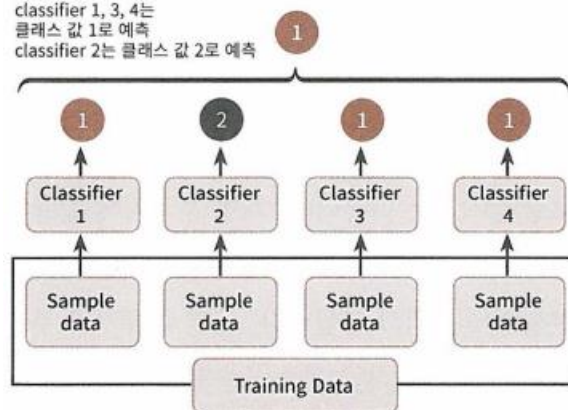 classifier 1, 3, 4는
클래스 값 1로 예측
classifier 2는 클래스 값 2로 예측
1
1
2
1
1
Classifier
1
Classifier
2
Classifier
3
Classifier
4
Sample
data
Sample
data
Sample
data
Sample
data
Training Data